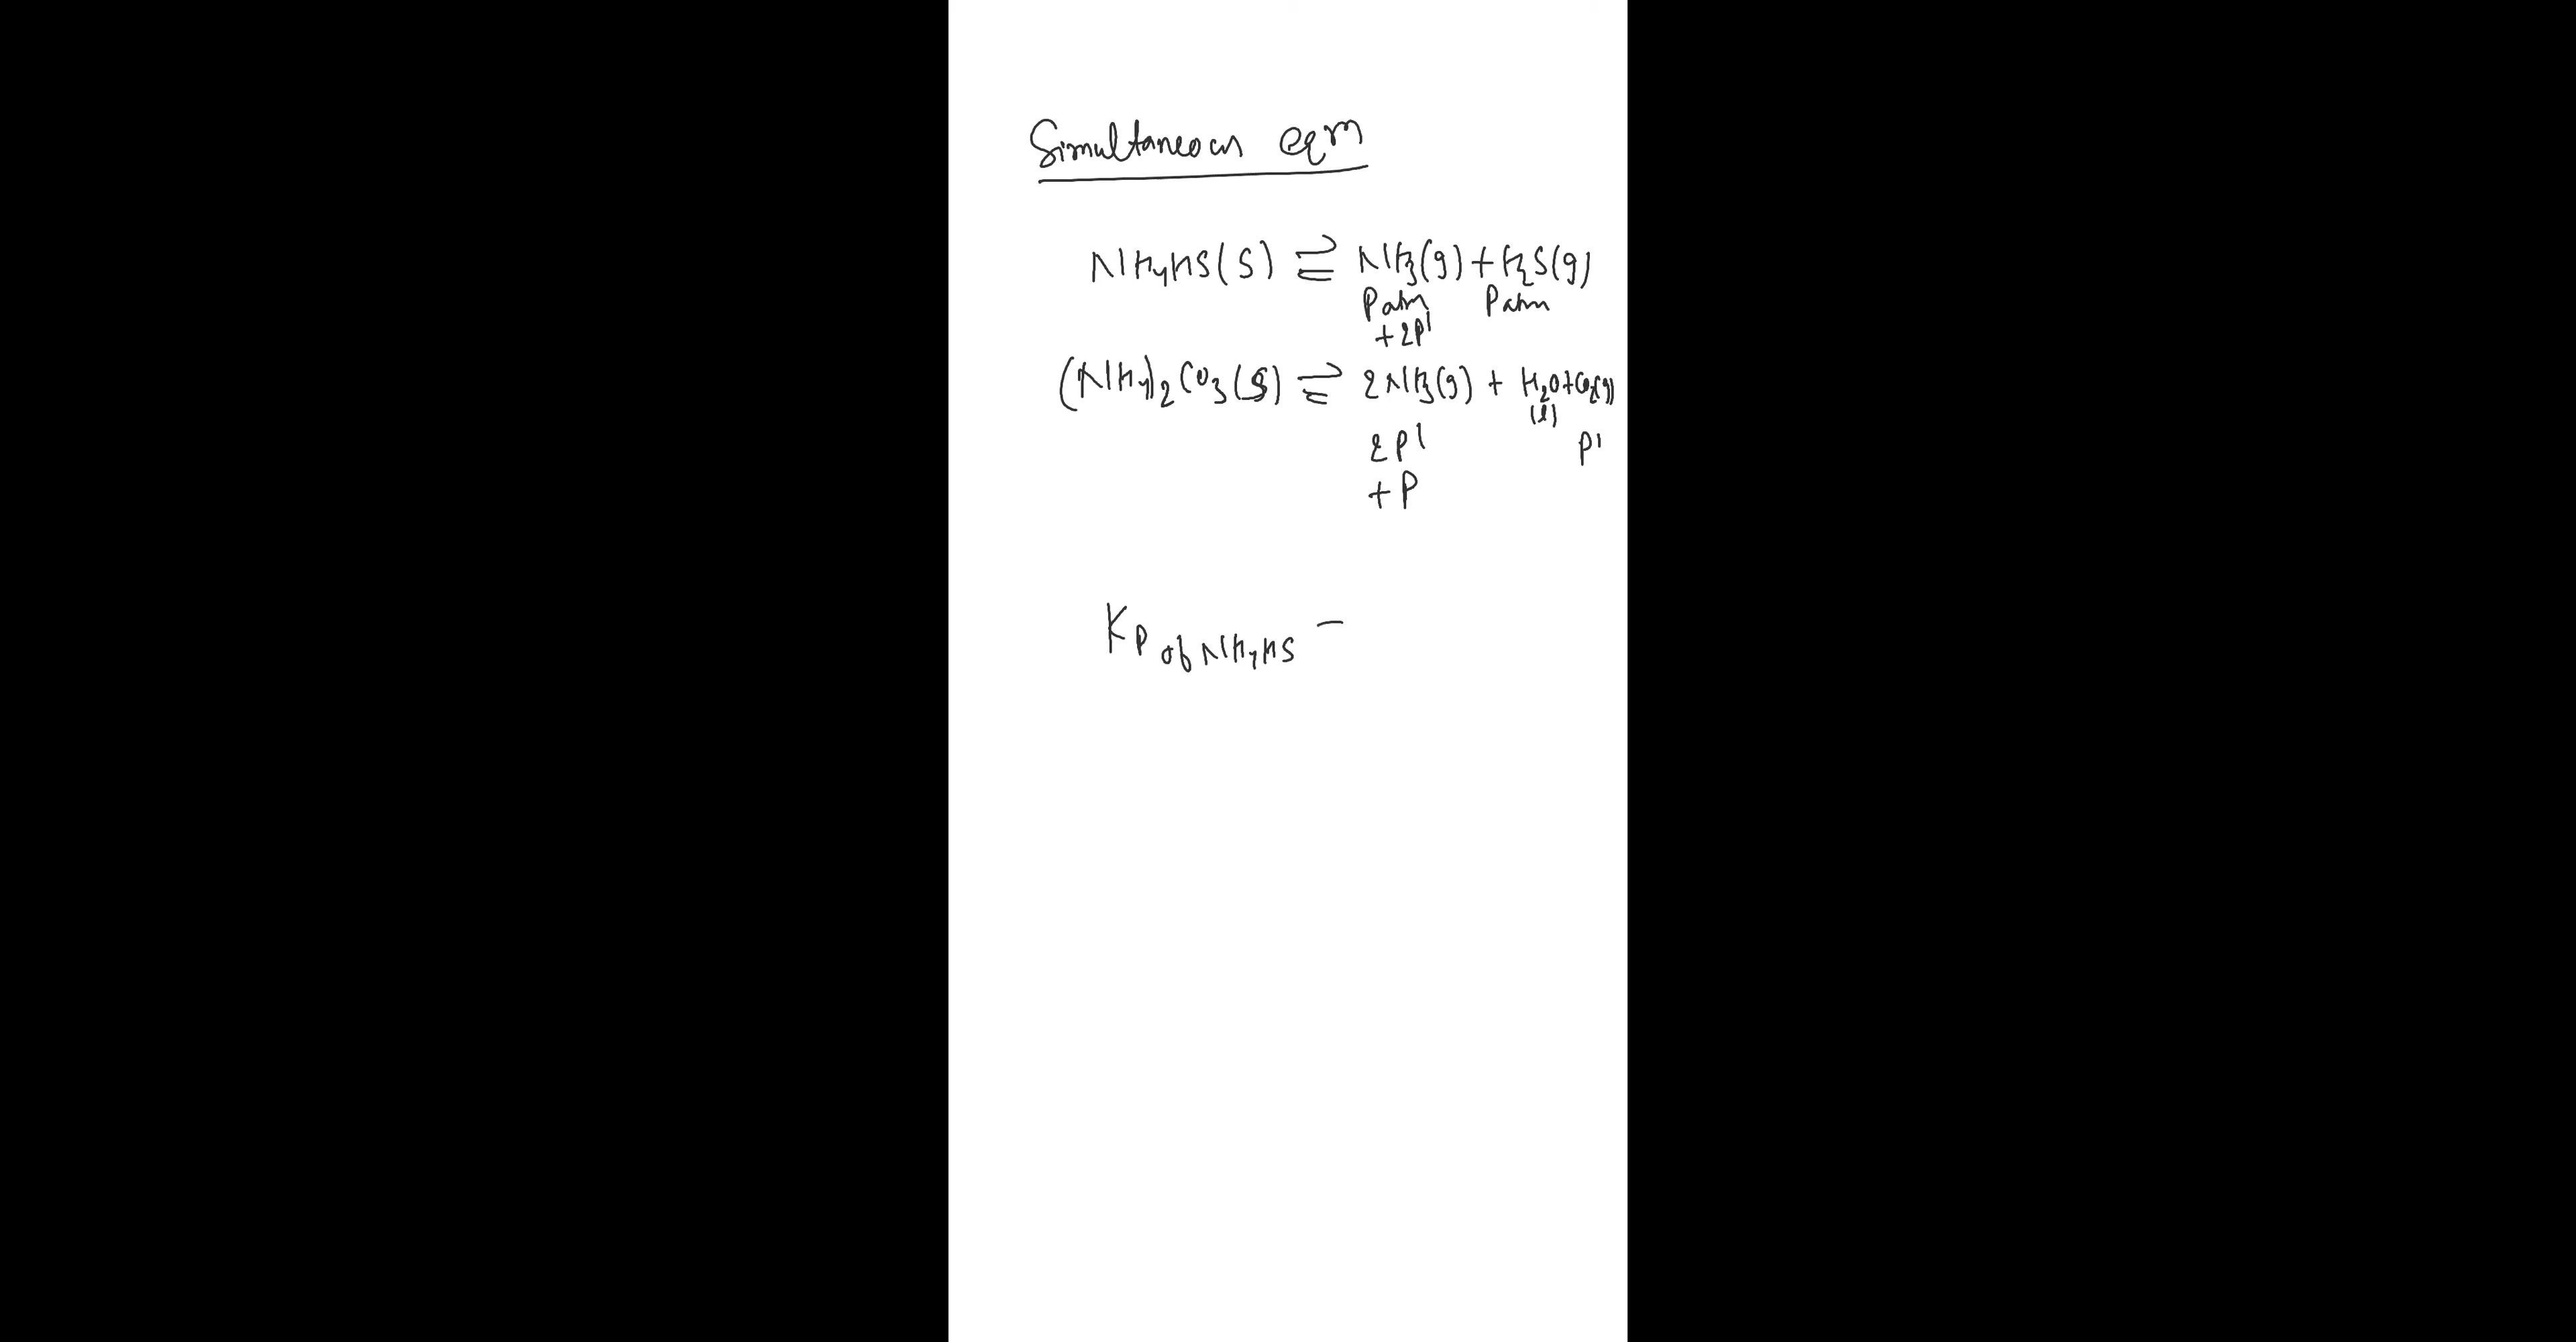 Simultaneous eqm
NH4HS(s) ⇌ NH3(g) + H2S(g)
Patm Patm
+2P'
(NH4)2CO3(s) ⇌ 2NH3(g) + H2O + CO2(g)
(l)
2P' P'
+P
KP of NH4HS =